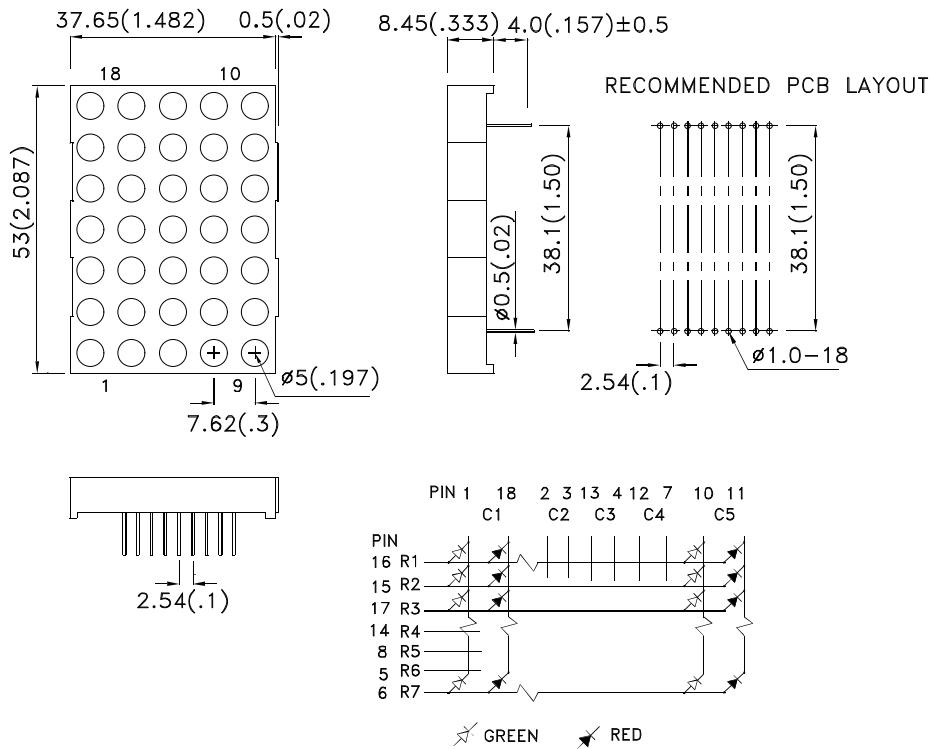 37.65(1.482) 0.5(.02)
8.45(.333) 4.0(.157)±0.5
18 10
RECOMMENDED PCB LAYOUT
53(2.087)
ø0.5(.02)
38.1(1.50)
38.1(1.50)
1 9
ø5(.197)
7.62(.3)
ø1.0-18
2.54(.1)
2.54(.1)
PIN 1 18 2 3 13 4 12 7 10 11
C1 C2 C3 C4 C5
PIN
16 R1
15 R2
17 R3
14 R4
8 R5
5 R6
6 R7
GREEN RED